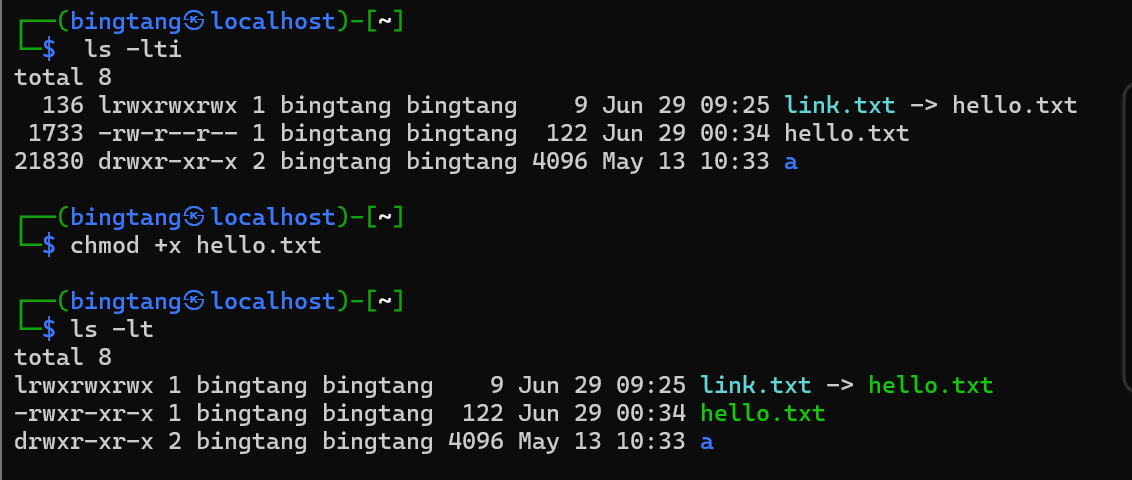 ┌──(bingtang㉿localhost)-[~]
└─$  ls -lti
total 8
  136 lrwxrwxrwx 1 bingtang bingtang    9 Jun 29 09:25 link.txt -> hello.txt
 1733 -rw-r--r-- 1 bingtang bingtang  122 Jun 29 00:34 hello.txt
21830 drwxr-xr-x 2 bingtang bingtang 4096 May 13 10:33 a
┌──(bingtang㉿localhost)-[~]
└─$ chmod +x hello.txt
┌──(bingtang㉿localhost)-[~]
└─$ ls -lt
total 8
lrwxrwxrwx 1 bingtang bingtang    9 Jun 29 09:25 link.txt -> hello.txt
-rwxr-xr-x 1 bingtang bingtang  122 Jun 29 00:34 hello.txt
drwxr-xr-x 2 bingtang bingtang 4096 May 13 10:33 a